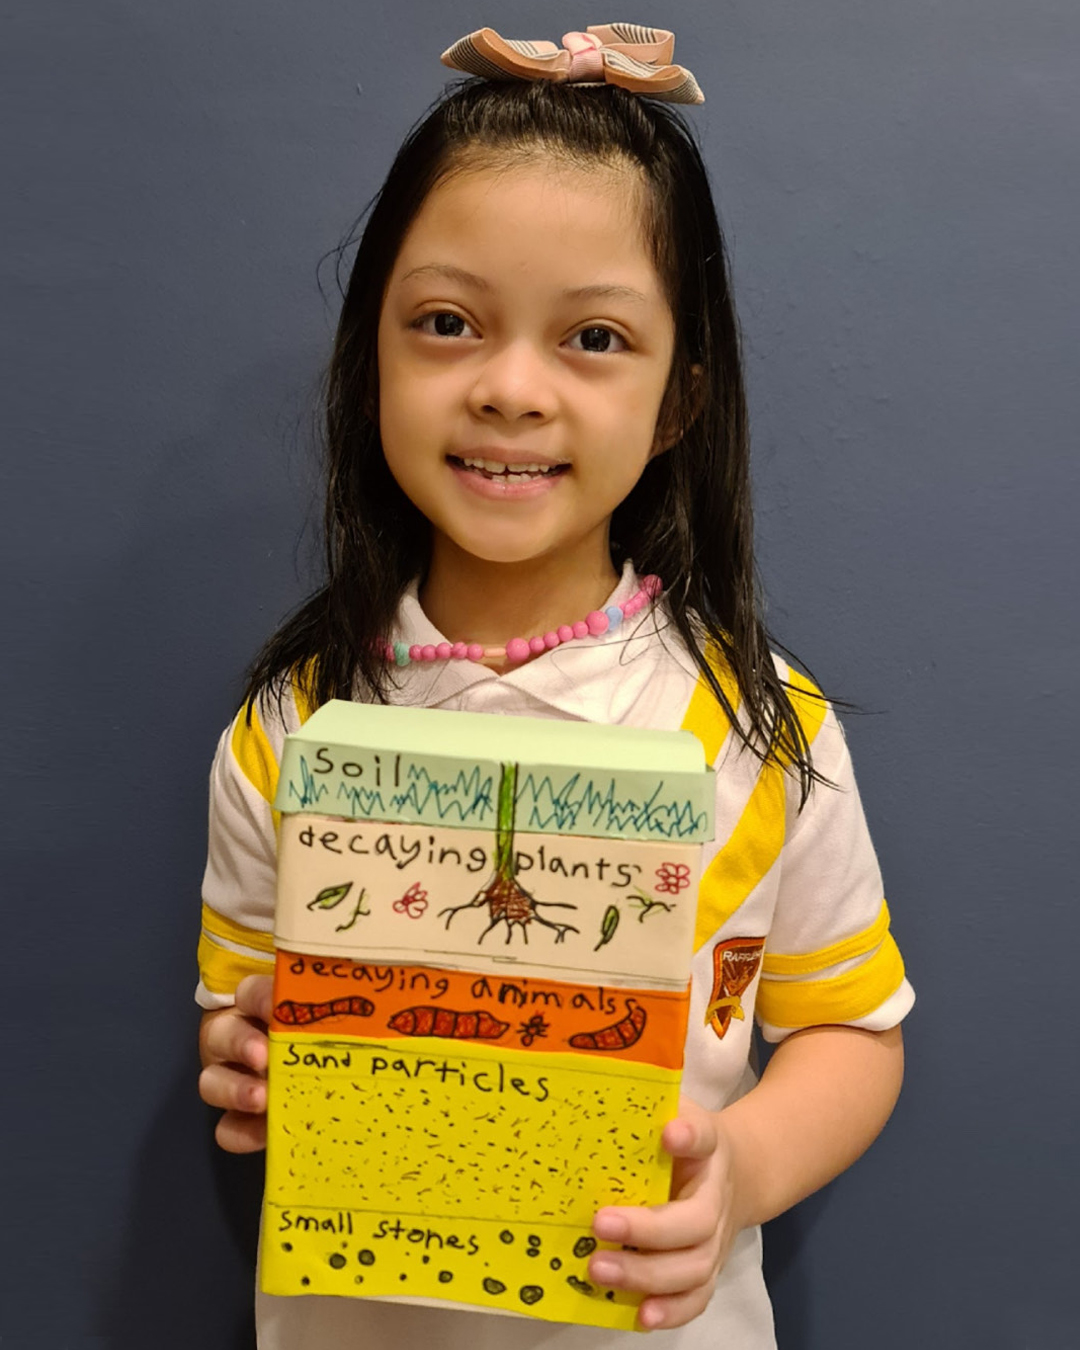 Soil
decaying plants
decaying animals
Sand particles
small stones